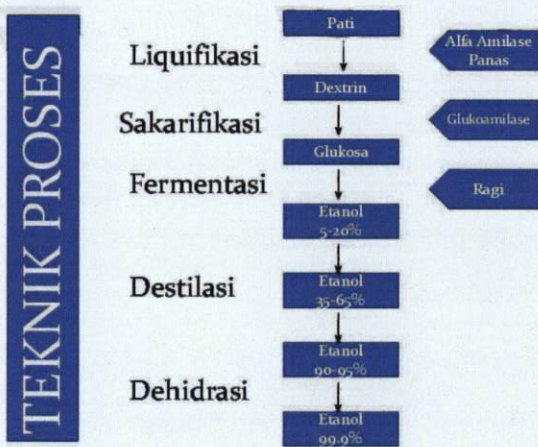 TEKNIK PROSES
Pati
Liquifikasi
Alfa Amilase
Panas
Dextrin
Sakarifikasi
Glukoamilase
Glukosa
Fermentasi
Ragi
Etanol
5-20%
Destilasi
Etanol
35-65%
Etanol
90-95%
Dehidrasi
Etanol
99.9%